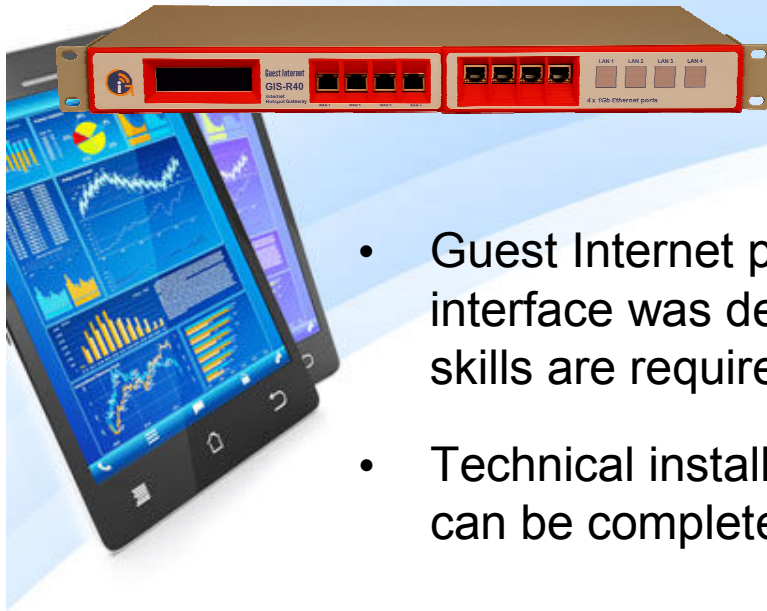 Guest Internet
GIS-R40
Internet
Hotspot Gateway
LAN 1 LAN 2 LAN 3 LAN 4
4 x 1Gb Ethernet ports
• Guest Internet p
interface was de
skills are require
• Technical install
can be complete